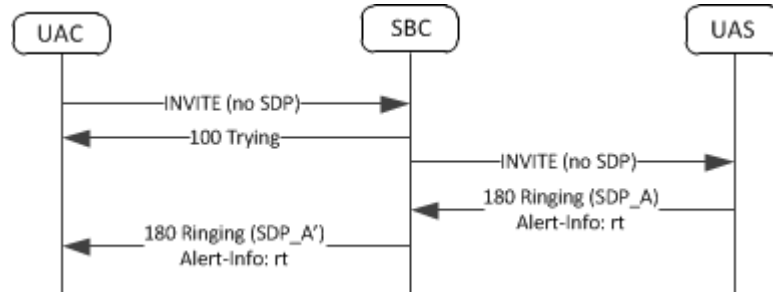 UAC
SBC
UAS
INVITE (no SDP)
100 Trying
INVITE (no SDP)
180 Ringing (SDP_A)
Alert-Info: rt
180 Ringing (SDP_A')
Alert-Info: rt